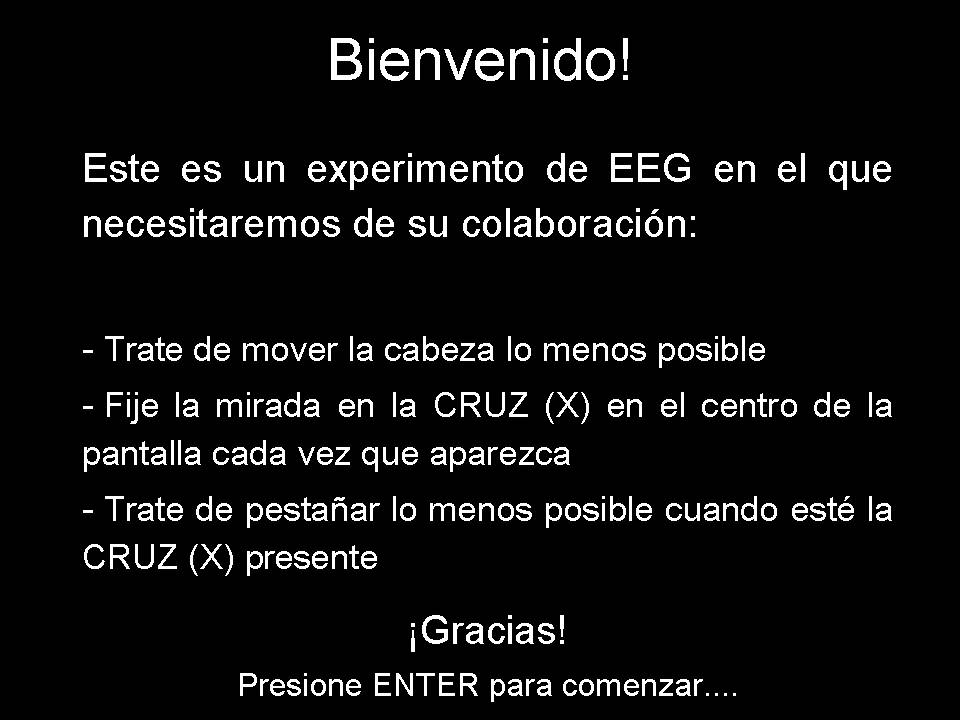 Bienvenido!
Este es un experimento de EEG en el que
necesitaremos de su colaboración:
- Trate de mover la cabeza lo menos posible
- Fije la mirada en la CRUZ (X) en el centro de la
pantalla cada vez que aparezca
- Trate de pestañar lo menos posible cuando esté la
CRUZ (X) presente
¡Gracias!
Presione ENTER para comenzar....